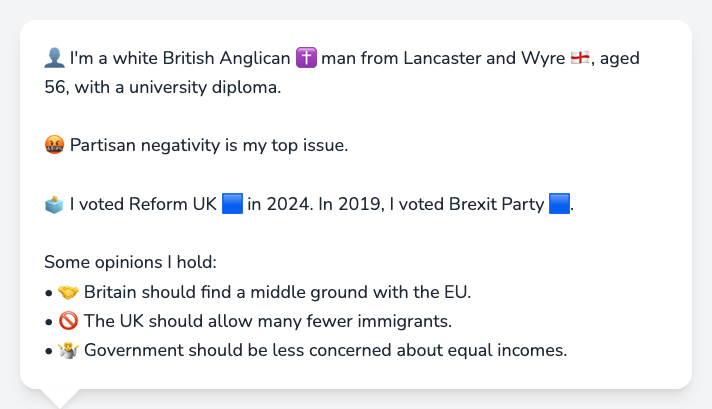 👤 I'm a white British Anglican ✝️ man from Lancaster and Wyre 🏴󠁧󠁢󠁥󠁮󠁧󠁿, aged
56, with a university diploma.
🤬 Partisan negativity is my top issue.
🗳️ I voted Reform UK 🟦 in 2024. In 2019, I voted Brexit Party 🟦.
Some opinions I hold:
• 🤝 Britain should find a middle ground with the EU.
• 🚫 The UK should allow many fewer immigrants.
• 🤷 Government should be less concerned about equal incomes.